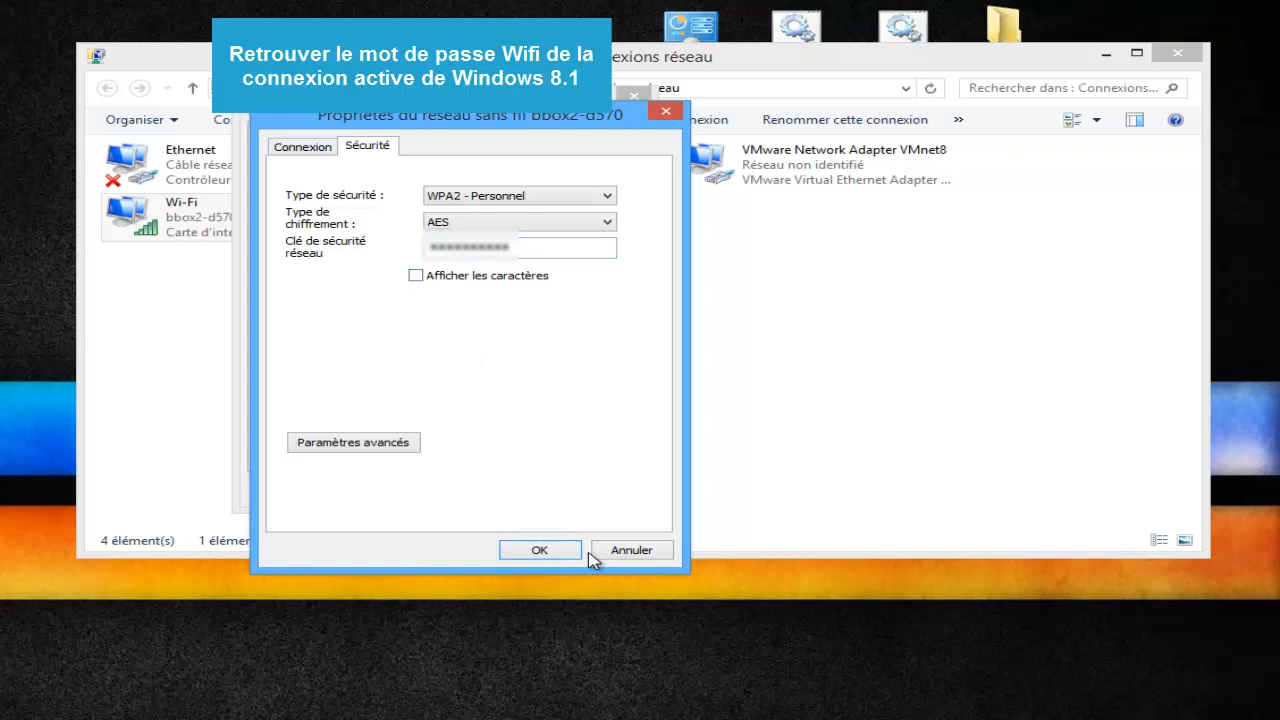 Retrouver le mot de passe Wifi de la
connexion active de Windows 8.1
exions réseau
eau
Rechercher dans : Connexions...
Organiser
Co
nexion
Renommer cette connexion
»
Ethernet
Câble résea
Contrôleur
Wi-Fi
bbox2-d570
Carte d'inte
VMware Network Adapter VMnet8
Réseau non identifié
VMware Virtual Ethernet Adapter ...
Propriétés du réseau sans fil bbox2-d570
Connexion
Sécurité
Type de sécurité :
WPA2 - Personnel
Type de
chiffrement :
AES
Clé de sécurité
réseau
Afficher les caractères
Paramètres avancés
OK
Annuler
4 élément(s)
1 élémen